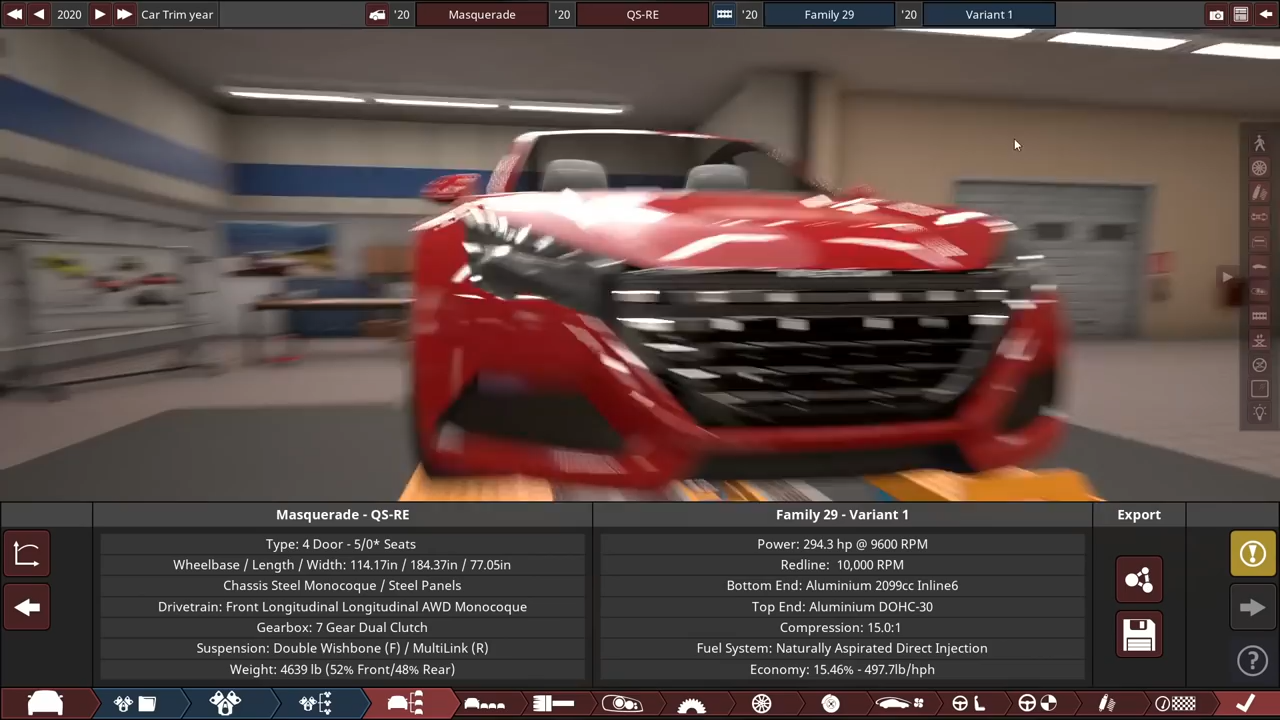 2020 Car Trim year '20 Masquerade '20 QS-RE '20 Family 29 '20 Variant 1
Masquerade - QS-RE
Type: 4 Door - 5/0* Seats
Wheelbase / Length / Width: 114.17in / 184.37in / 77.05in
Chassis Steel Monocoque / Steel Panels
Drivetrain: Front Longitudinal Longitudinal AWD Monocoque
Gearbox: 7 Gear Dual Clutch
Suspension: Double Wishbone (F) / MultiLink (R)
Weight: 4639 lb (52% Front/48% Rear)
Family 29 - Variant 1
Power: 294.3 hp @ 9600 RPM
Redline: 10,000 RPM
Bottom End: Aluminium 2099cc Inline6
Top End: Aluminium DOHC-30
Compression: 15.0:1
Fuel System: Naturally Aspirated Direct Injection
Economy: 15.46% - 497.7lb/hph
Export